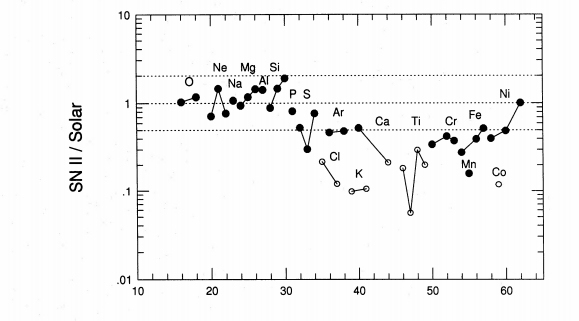 10
Ne
Mg
Si
O
Na
Al
P S
Ni
1
Ar
Ca
Ti
Cr
Fe
SN II / Solar
Cl
K
Mn
Co
.1
.01
10 20 30 40 50 60